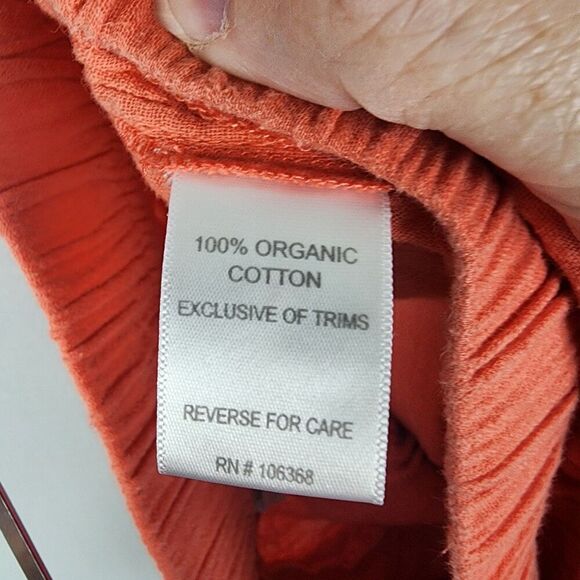 100% ORGANIC
COTTON
EXCLUSIVE OF TRIMS
REVERSE FOR CARE
RN # 106368